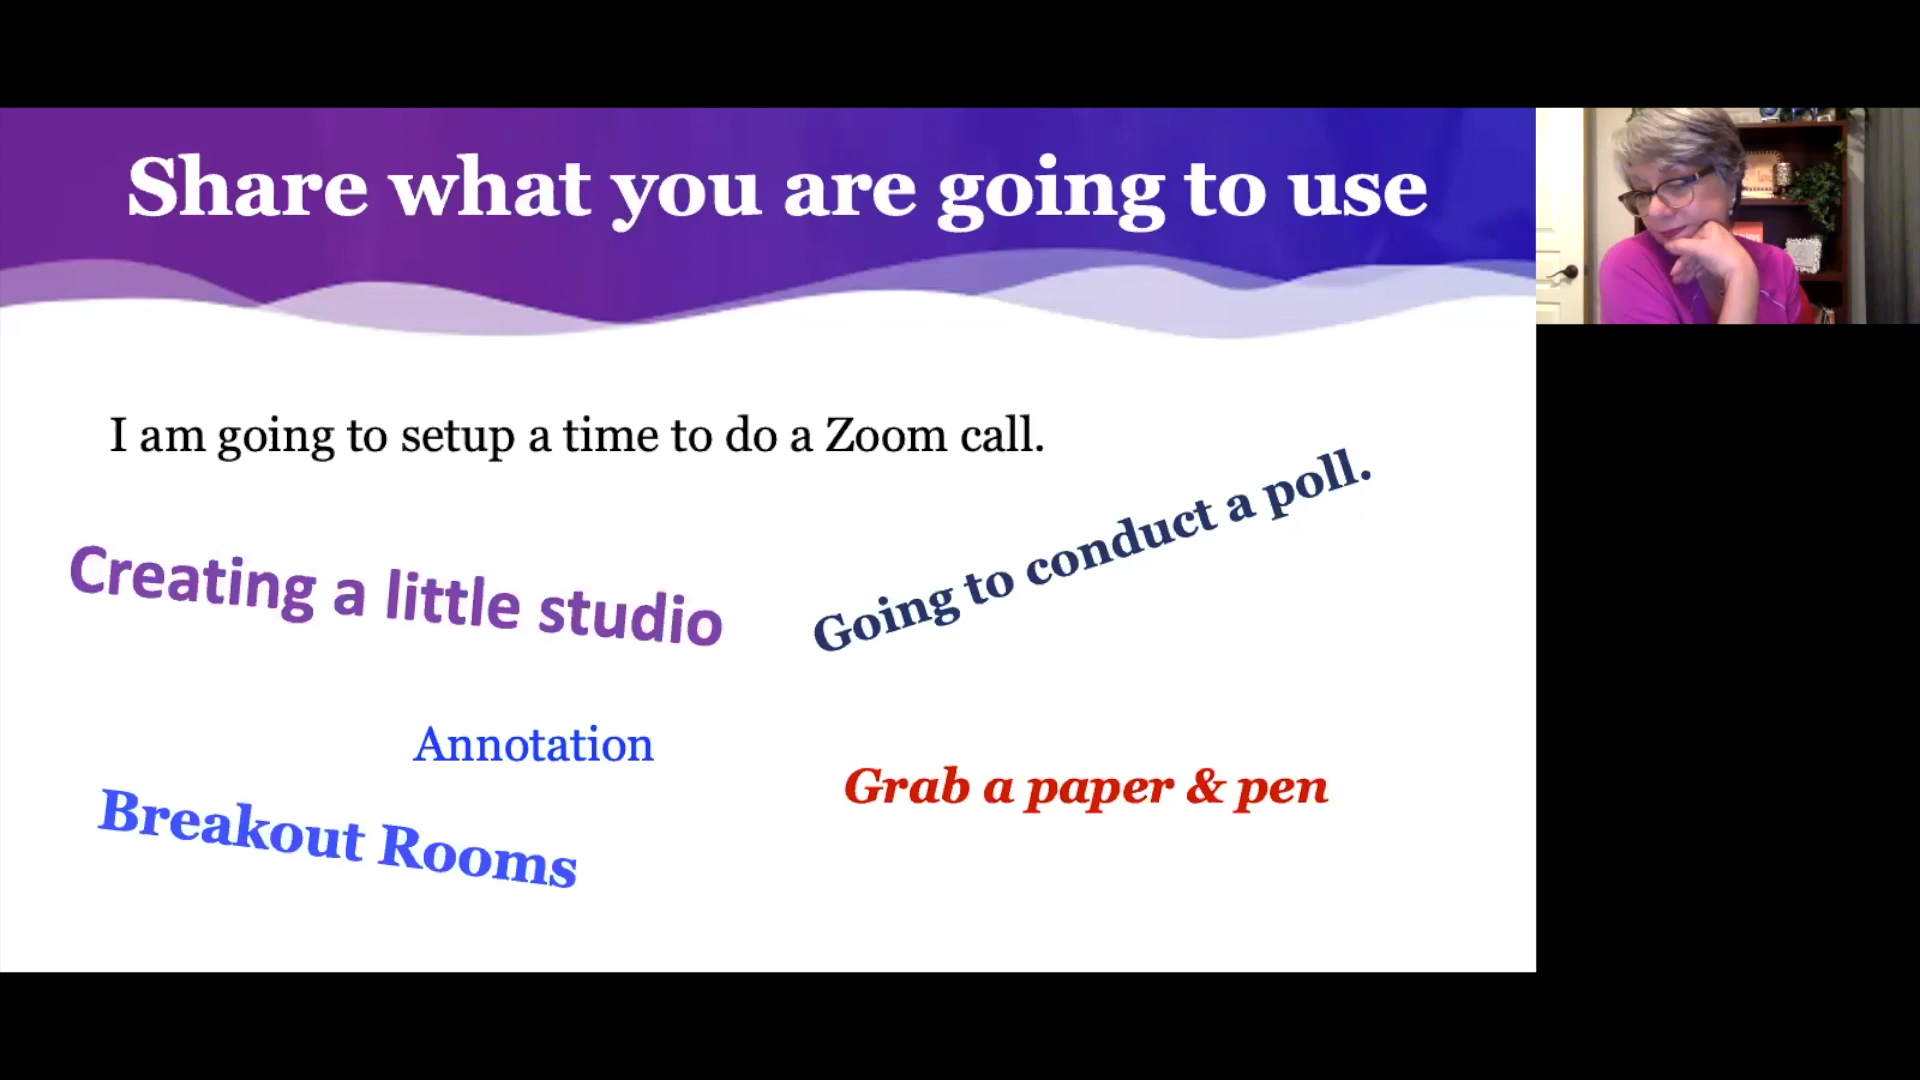 Share what you are going to use
I am going to setup a time to do a Zoom call.
Going to conduct a poll.
Creating a little studio
Annotation
Grab a paper & pen
Breakout Rooms